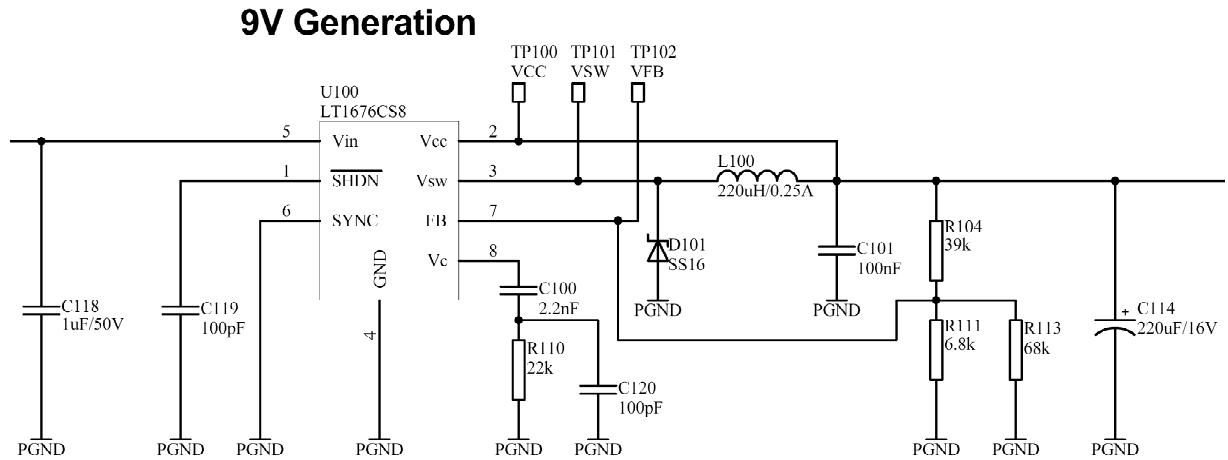 9V Generation
TP100 TP101 TP102
VCC VSW VFB
U100
LT1676CS8
5 Vin Vcc 2
1 SHDN Vsw 3
6 SYNC FB 7
Vc 8
GND
4
L100
220uH/0.25A
D101
SS16
PGND
C101
100nF
PGND
R104
39k
C118
1uF/50V
C119
100pF
C100
2.2nF
R110
22k
C120
100pF
R111
6.8k
R113
68k
+
C114
220uF/16V
PGND PGND PGND PGND PGND PGND PGND PGND PGND